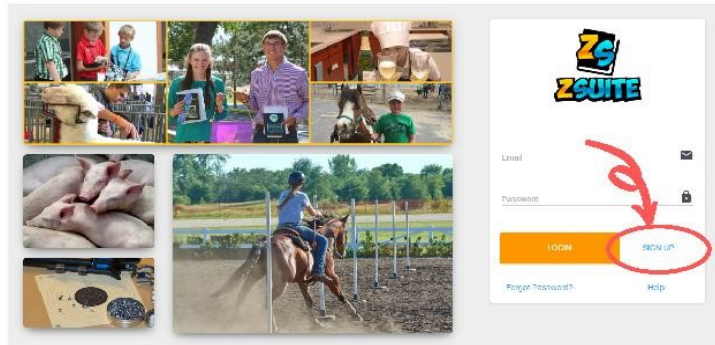 ZS
ZSUITE
Email
Password
LOGIN
SIGN UP
Forgot Password?
Help